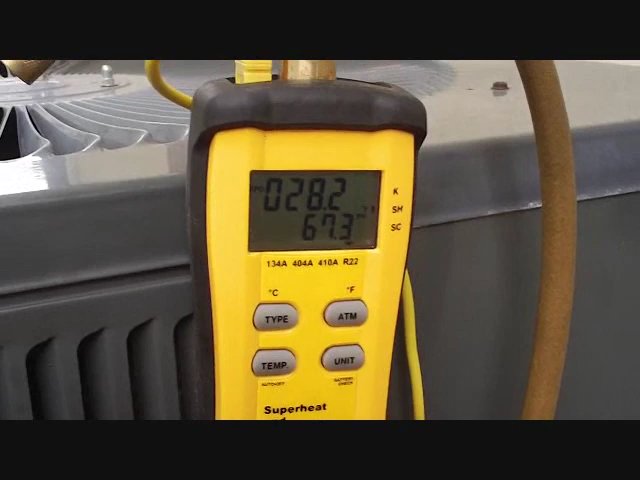 028.2
67.3
K
SH
SC
134A 404A 410A R22
°C °F
TYPE ATM
TEMP UNIT
Superheat